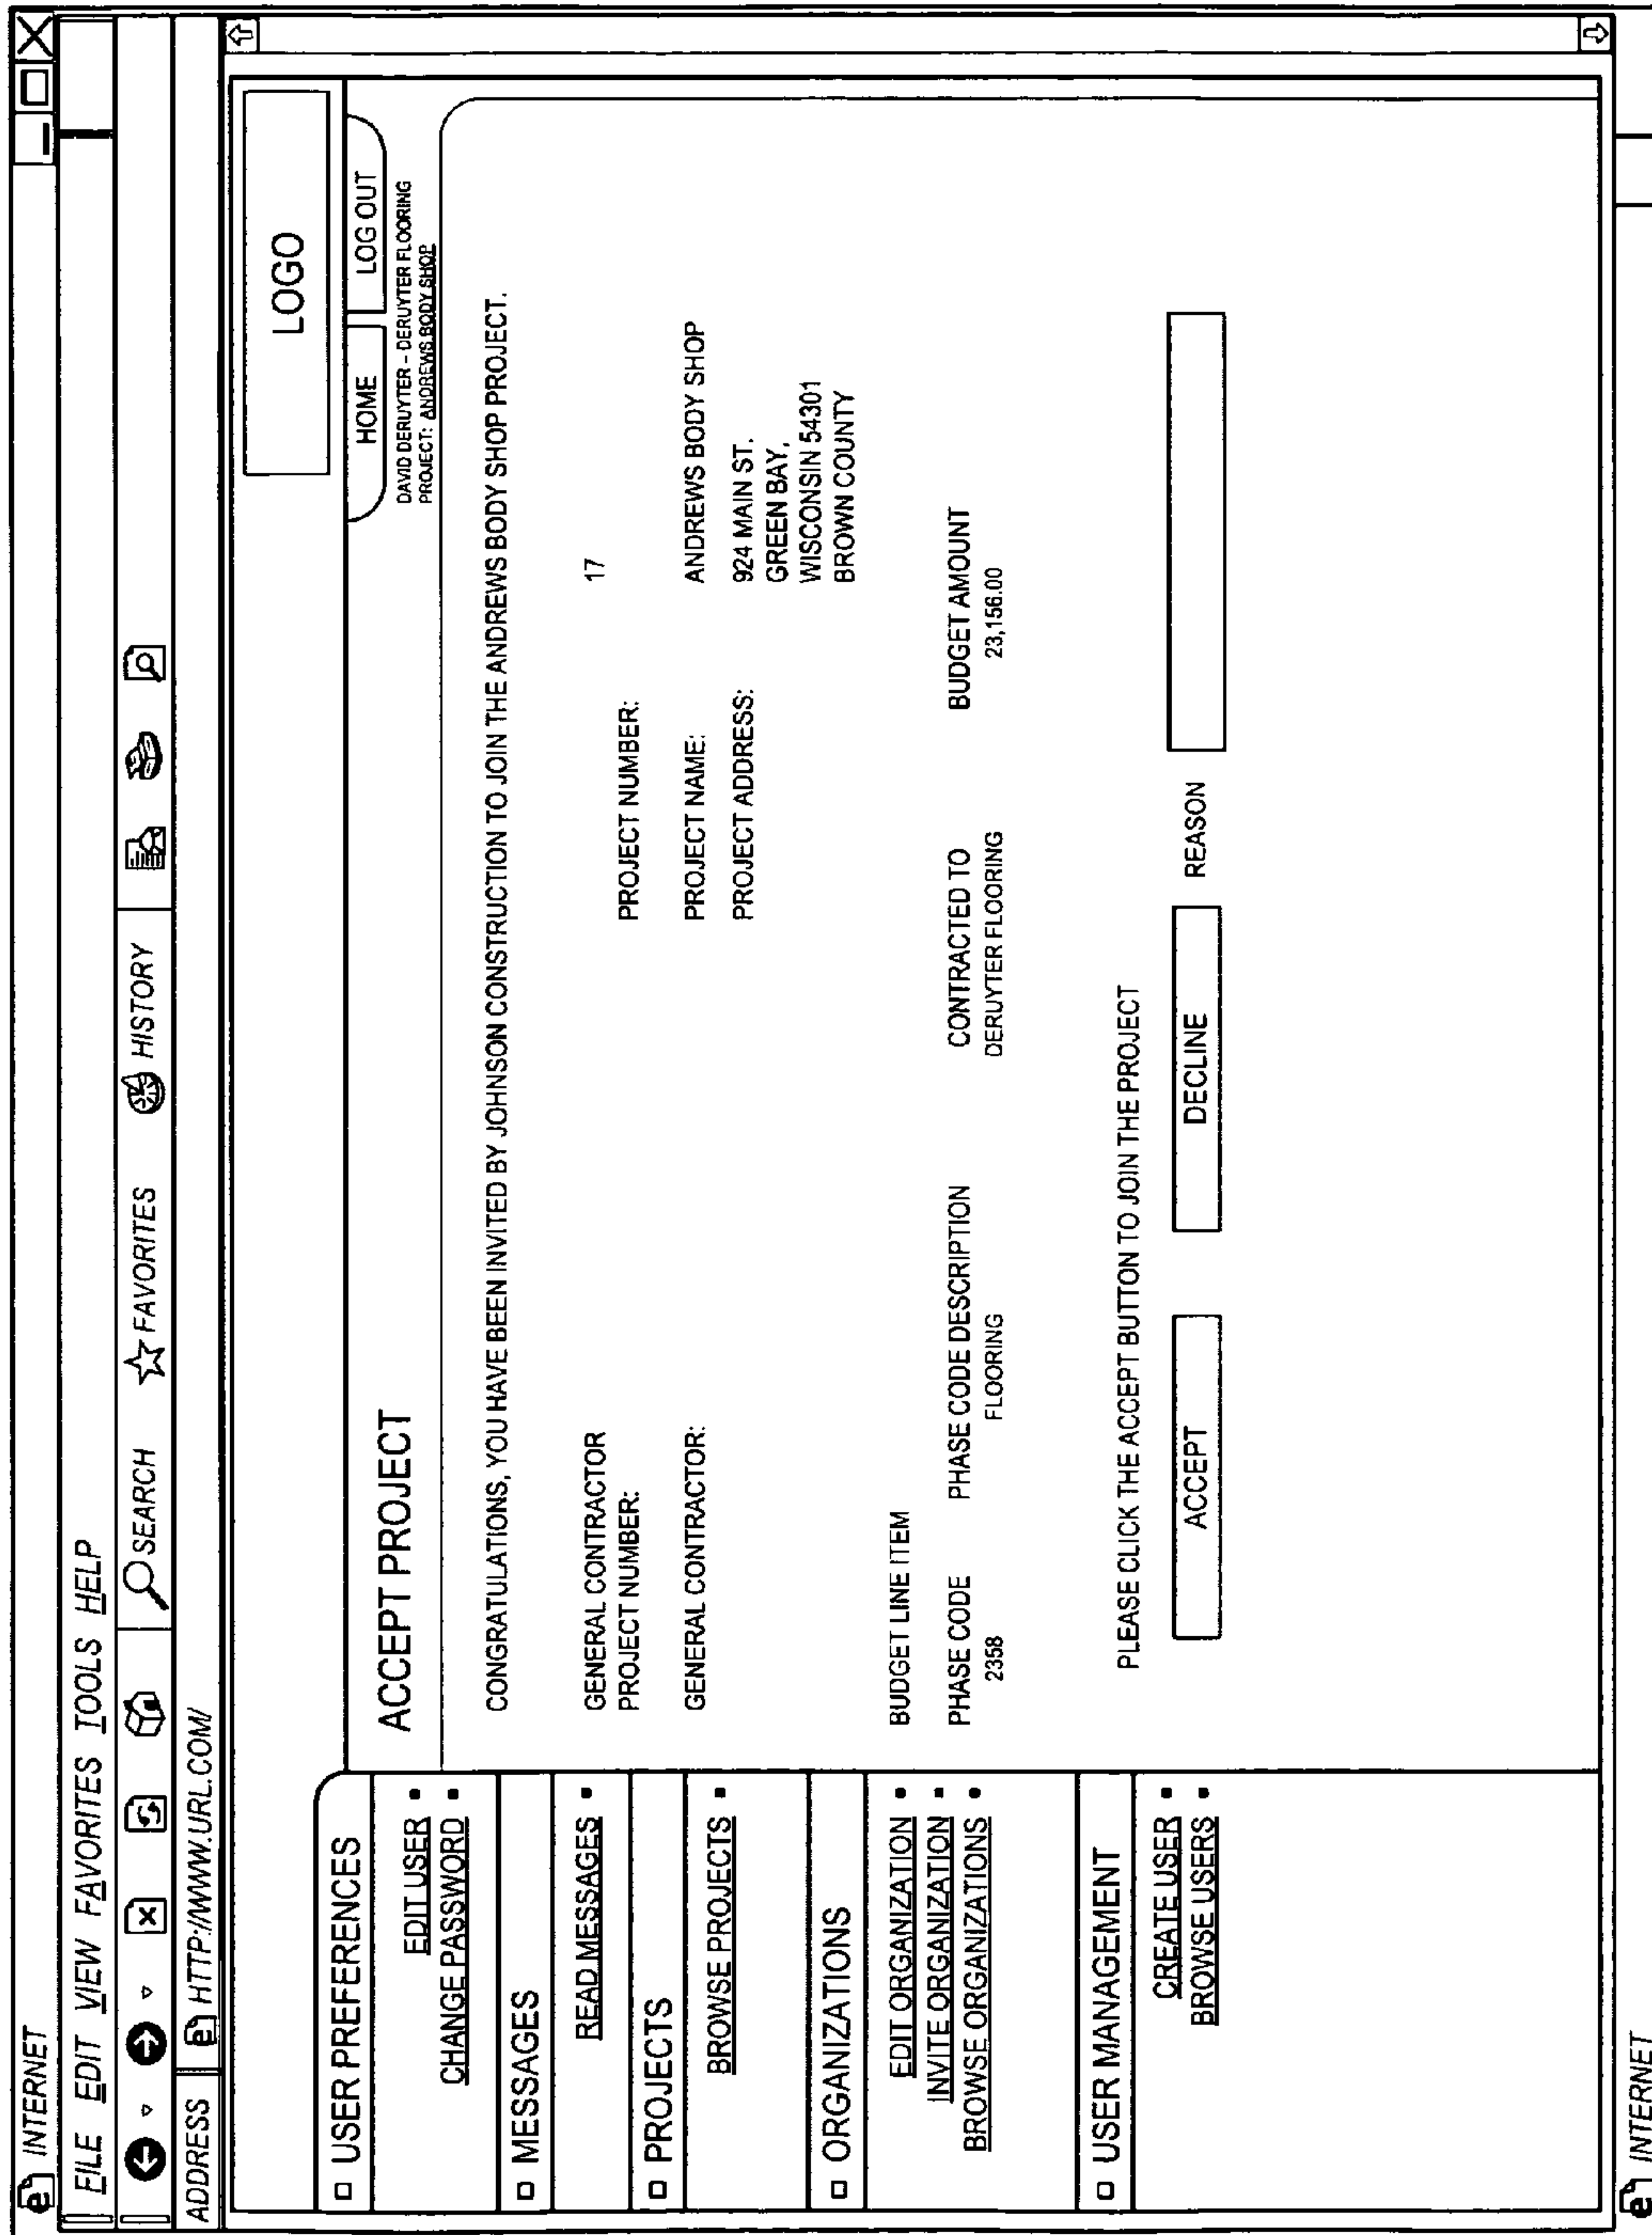 INTERNET
FILE EDIT VIEW FAVORITES TOOLS HELP
SEARCH FAVORITES HISTORY
ADDRESS HTTP://WWW.URL.COM/
LOGO
HOME LOG OUT
DAVID DERUYTER – DERUYTER FLOORING
PROJECT: ANDREWS BODY SHOP
USER PREFERENCES
EDIT USER
CHANGE PASSWORD
MESSAGES
READ MESSAGES
PROJECTS
BROWSE PROJECTS
ORGANIZATIONS
EDIT ORGANIZATION
INVITE ORGANIZATION
BROWSE ORGANIZATIONS
USER MANAGEMENT
CREATE USER
BROWSE USERS
ACCEPT PROJECT
CONGRATULATIONS, YOU HAVE BEEN INVITED BY JOHNSON CONSTRUCTION TO JOIN THE ANDREWS BODY SHOP PROJECT.
GENERAL CONTRACTOR 17
PROJECT NUMBER: PROJECT NUMBER:
GENERAL CONTRACTOR: PROJECT NAME: ANDREWS BODY SHOP
PROJECT ADDRESS: 924 MAIN ST.
GREEN BAY,
WISCONSIN 54301
BROWN COUNTY
BUDGET LINE ITEM
PHASE CODE PHASE CODE DESCRIPTION CONTRACTED TO BUDGET AMOUNT
2358 FLOORING DERUYTER FLOORING 23,156.00
PLEASE CLICK THE ACCEPT BUTTON TO JOIN THE PROJECT
ACCEPT DECLINE REASON
INTERNET